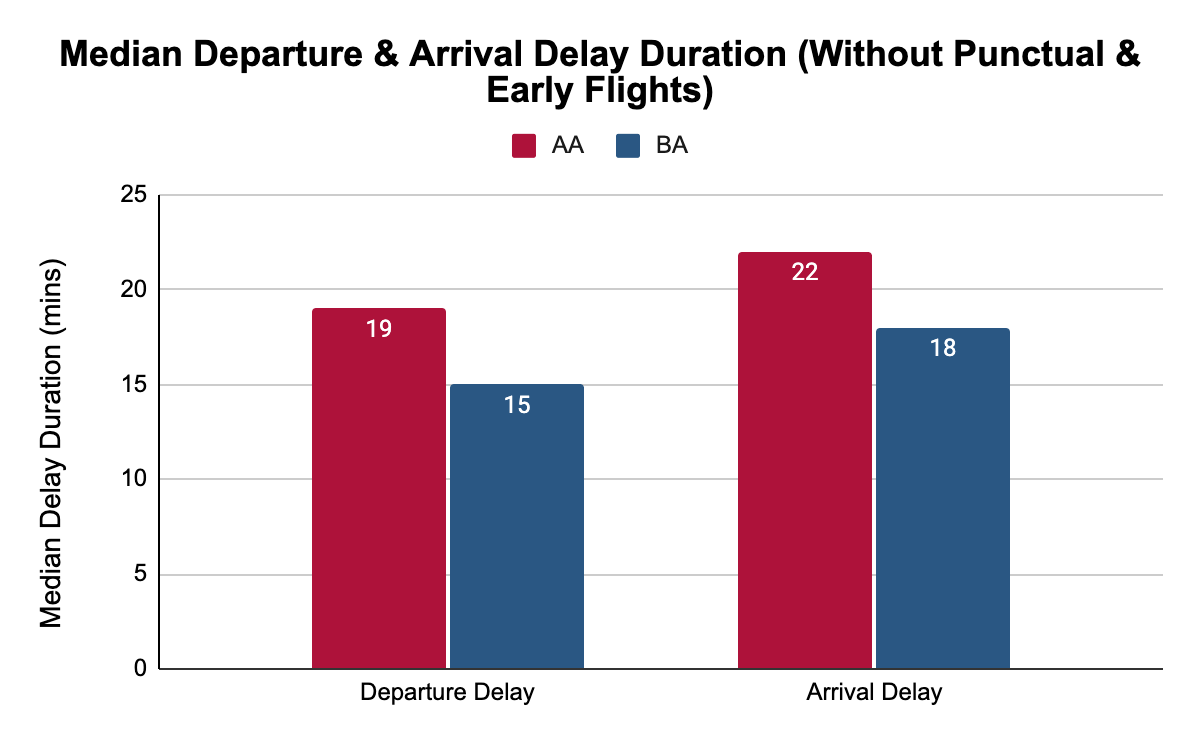 Median Departure & Arrival Delay Duration (Without Punctual &
Early Flights)
AA BA
Median Delay Duration (mins)
25
20
15
10
5
0
19
15
22
18
Departure Delay
Arrival Delay